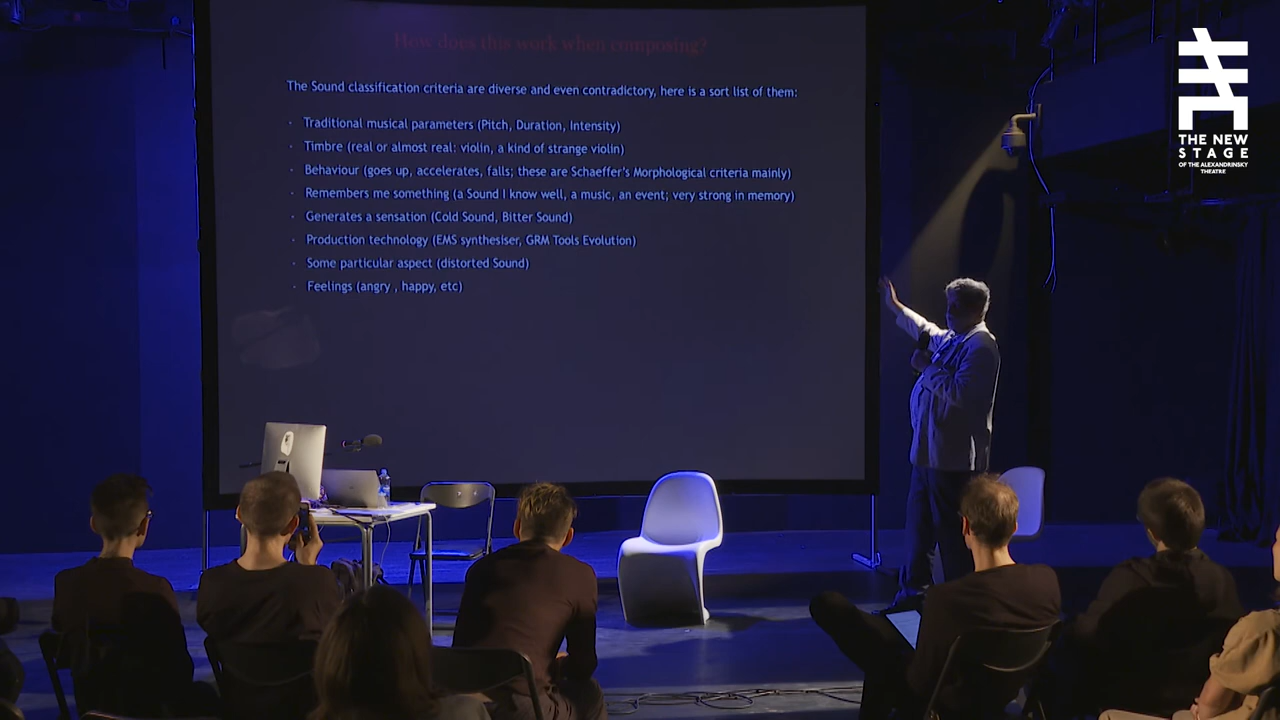 How does this work when composing?
The Sound classification criteria are diverse and even contradictory, here is a sort list of them:
· Traditional musical parameters (Pitch, Duration, Intensity)
· Timbre (real or almost real: violin, a kind of strange violin)
· Behaviour (goes up, accelerates, falls; these are Schaeffer's Morphological criteria mainly)
· Remembers me something (a Sound I know well, a music, an event; very strong in memory)
· Generates a sensation (Cold Sound, Bitter Sound)
· Production technology (EMS synthesiser, GRM Tools Evolution)
· Some particular aspect (distorted Sound)
· Feelings (angry , happy, etc)
THE NEW
STAGE
OF THE ALEXANDRINSKY
THEATRE